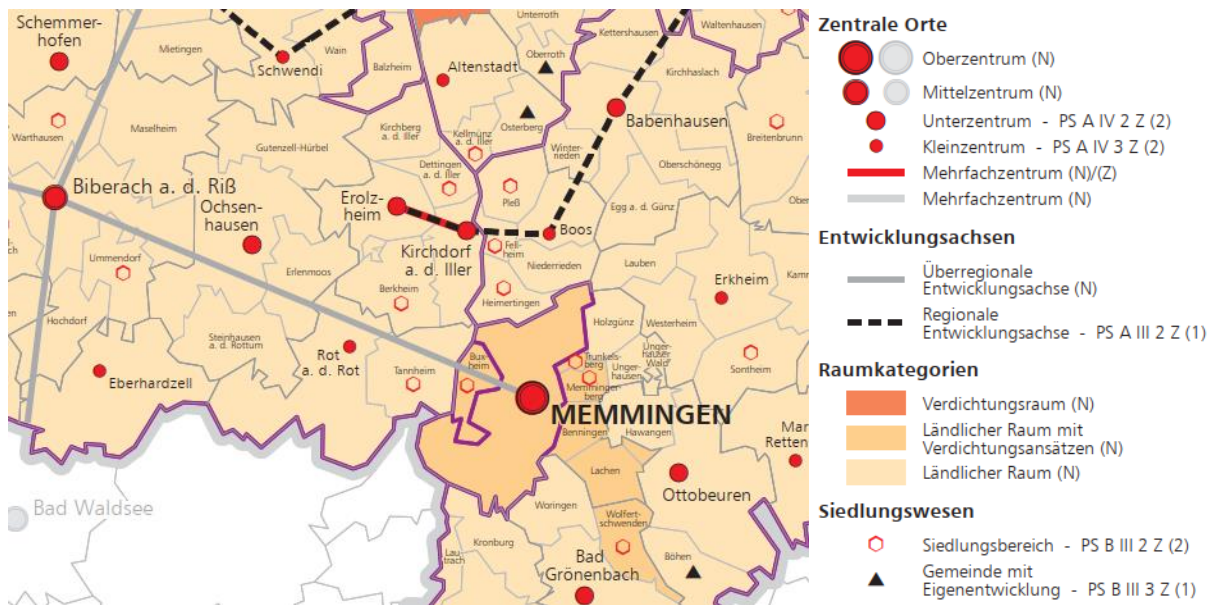 Schemmer-
hofen
Mietingen
Wain
Schwendi
Balzheim
Altenstadt
Unterroth
Oberroth
Kettershausen
Waltenhausen
Kirchhaslach
Warthausen
Maselheim
Gutenzell-Hürbel
Kirchberg
a. d. Iller
Kellmünz
a. d. Iller
Osterberg
Babenhausen
Breitenbrunn
Winter-
rieden
Oberschönegg
Dettingen
a. d. Iller
Pleß
Biberach a. d. Riß
Ochsen-
hausen
Erolz-
heim
Egg a. d. Günz
Boos
Kirchdorf
a. d. Iller
Fell-
heim
Niederrieden
Lauben
Ummendorf
Erlenmoos
Berkheim
Heimertingen
Erkheim
Hochdorf
Steinhausen
a. d. Rottum
Holzgünz
Westerheim
Rot
a. d. Rot
Tannheim
Bux-
heim
Trunkels-
berg
Unger-
hausen
Unger-
hauser
Wald
Sontheim
Memminger-
berg
Eberhardzell
MEMMINGEN
Benningen
Hawangen
Lachen
Ottobeuren
Bad Waldsee
Woringen
Wolfert-
schwenden
Kronburg
Lau-
trach
Bad
Grönenbach
Böhen
Zentrale Orte
Oberzentrum (N)
Mittelzentrum (N)
Unterzentrum - PS A IV 2 Z (2)
Kleinzentrum - PS A IV 3 Z (2)
Mehrfachzentrum (N)/(Z)
Mehrfachzentrum (N)
Entwicklungsachsen
Überregionale
Entwicklungsachse (N)
Regionale
Entwicklungsachse - PS A III 2 Z (1)
Raumkategorien
Verdichtungsraum (N)
Ländlicher Raum mit
Verdichtungsansätzen (N)
Ländlicher Raum (N)
Siedlungswesen
Siedlungsbereich - PS B III 2 Z (2)
Gemeinde mit
Eigenentwicklung - PS B III 3 Z (1)